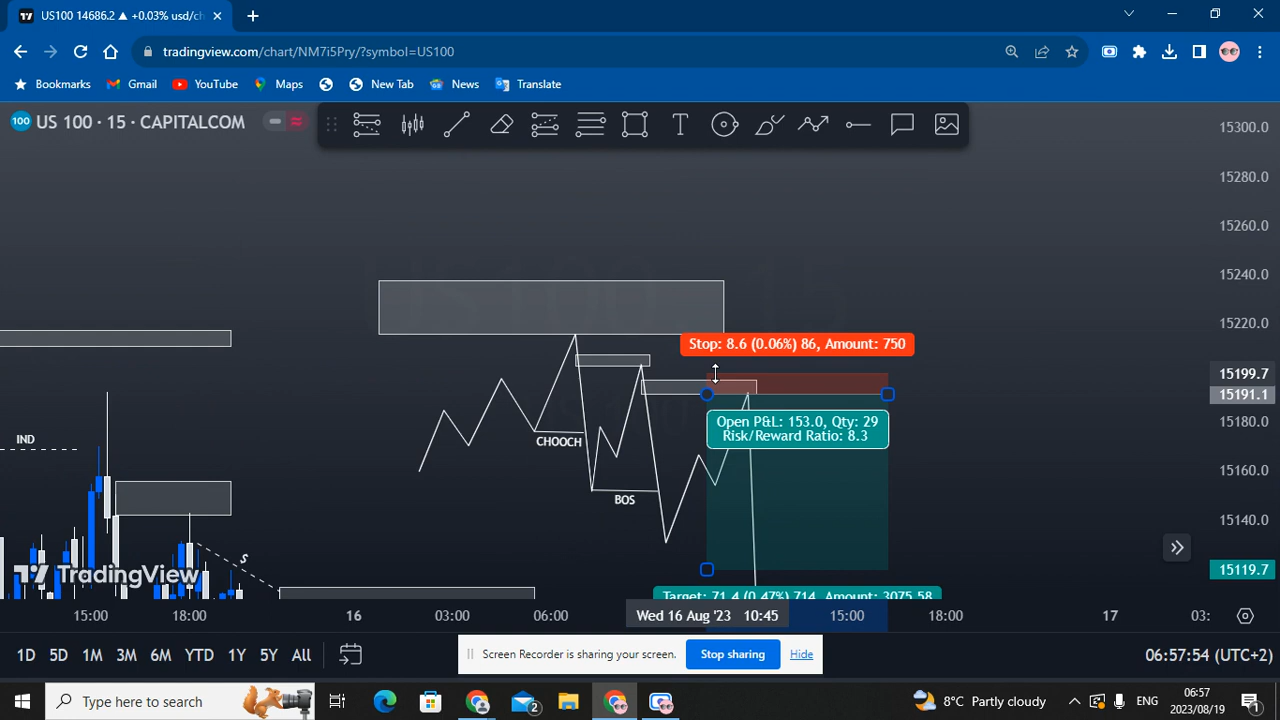 US100 14686.2 ▲ +0.03% usd/ch
tradingview.com/chart/NM7i5Pry/?symbol=US100
Bookmarks
Gmail
YouTube
Maps
New Tab
News
Translate
100 US 100 · 15 · CAPITALCOM
US100, 15
15300.0
15280.0
15260.0
15240.0
15220.0
Stop: 8.6 (0.06%) 86, Amount: 750
15199.7
15191.1
Open P&L: 153.0, Qty: 29
Risk/Reward Ratio: 8.3
15180.0
IND
CHOOCH
15160.0
BOS
15140.0
$
TradingView
15119.7
Target: 71.4 (0.47%) 714, Amount: 3075.58
15:00
18:00
16
03:00
06:00
Wed 16 Aug '23 10:45
15:00
18:00
17
03:
1D
5D
1M
3M
6M
YTD
1Y
5Y
All
Screen Recorder is sharing your screen.
Stop sharing
Hide
06:57:54 (UTC+2)
Type here to search
2
8°C Partly cloudy
ENG
06:57
2023/08/19
1